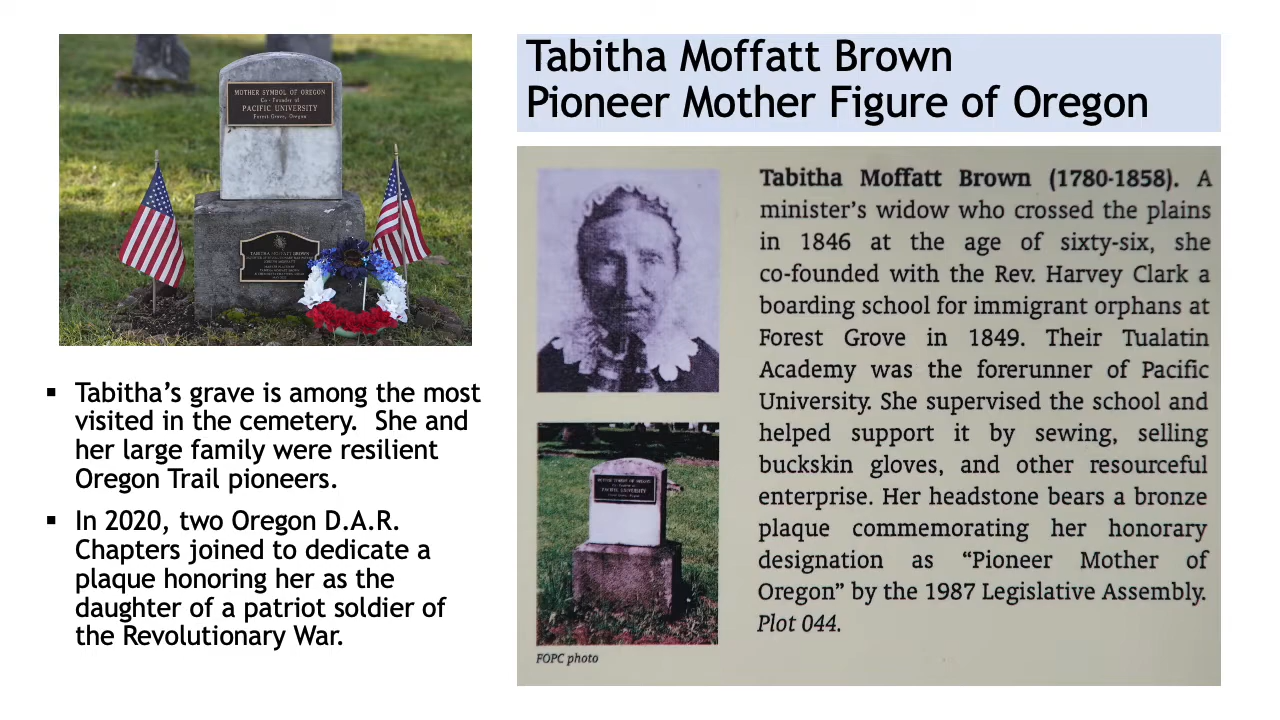 MOTHER SYMBOL OF OREGON
Co-Founder of
PACIFIC UNIVERSITY
Forest Grove, Oregon
TABITHA MOFFATT BROWN
▪ Tabitha's grave is among the most
visited in the cemetery. She and
her large family were resilient
Oregon Trail pioneers.
▪ In 2020, two Oregon D.A.R.
Chapters joined to dedicate a
plaque honoring her as the
daughter of a patriot soldier of
the Revolutionary War.
Tabitha Moffatt Brown
Pioneer Mother Figure of Oregon
Tabitha Moffatt Brown (1780-1858). A
minister's widow who crossed the plains
in 1846 at the age of sixty-six, she
co-founded with the Rev. Harvey Clark a
boarding school for immigrant orphans at
Forest Grove in 1849. Their Tualatin
Academy was the forerunner of Pacific
University. She supervised the school and
helped support it by sewing, selling
buckskin gloves, and other resourceful
enterprise. Her headstone bears a bronze
plaque commemorating her honorary
designation as "Pioneer Mother of
Oregon" by the 1987 Legislative Assembly.
Plot 044.
MOTHER SYMBOL OF OREGON
PACIFIC UNIVERSITY
FOPC photo